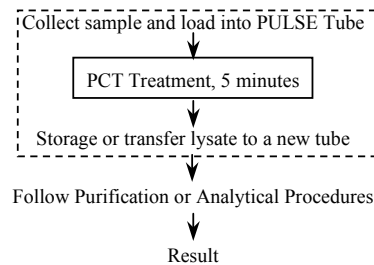 Collect sample and load into PULSE Tube
PCT Treatment, 5 minutes
Storage or transfer lysate to a new tube
Follow Purification or Analytical Procedures
Result